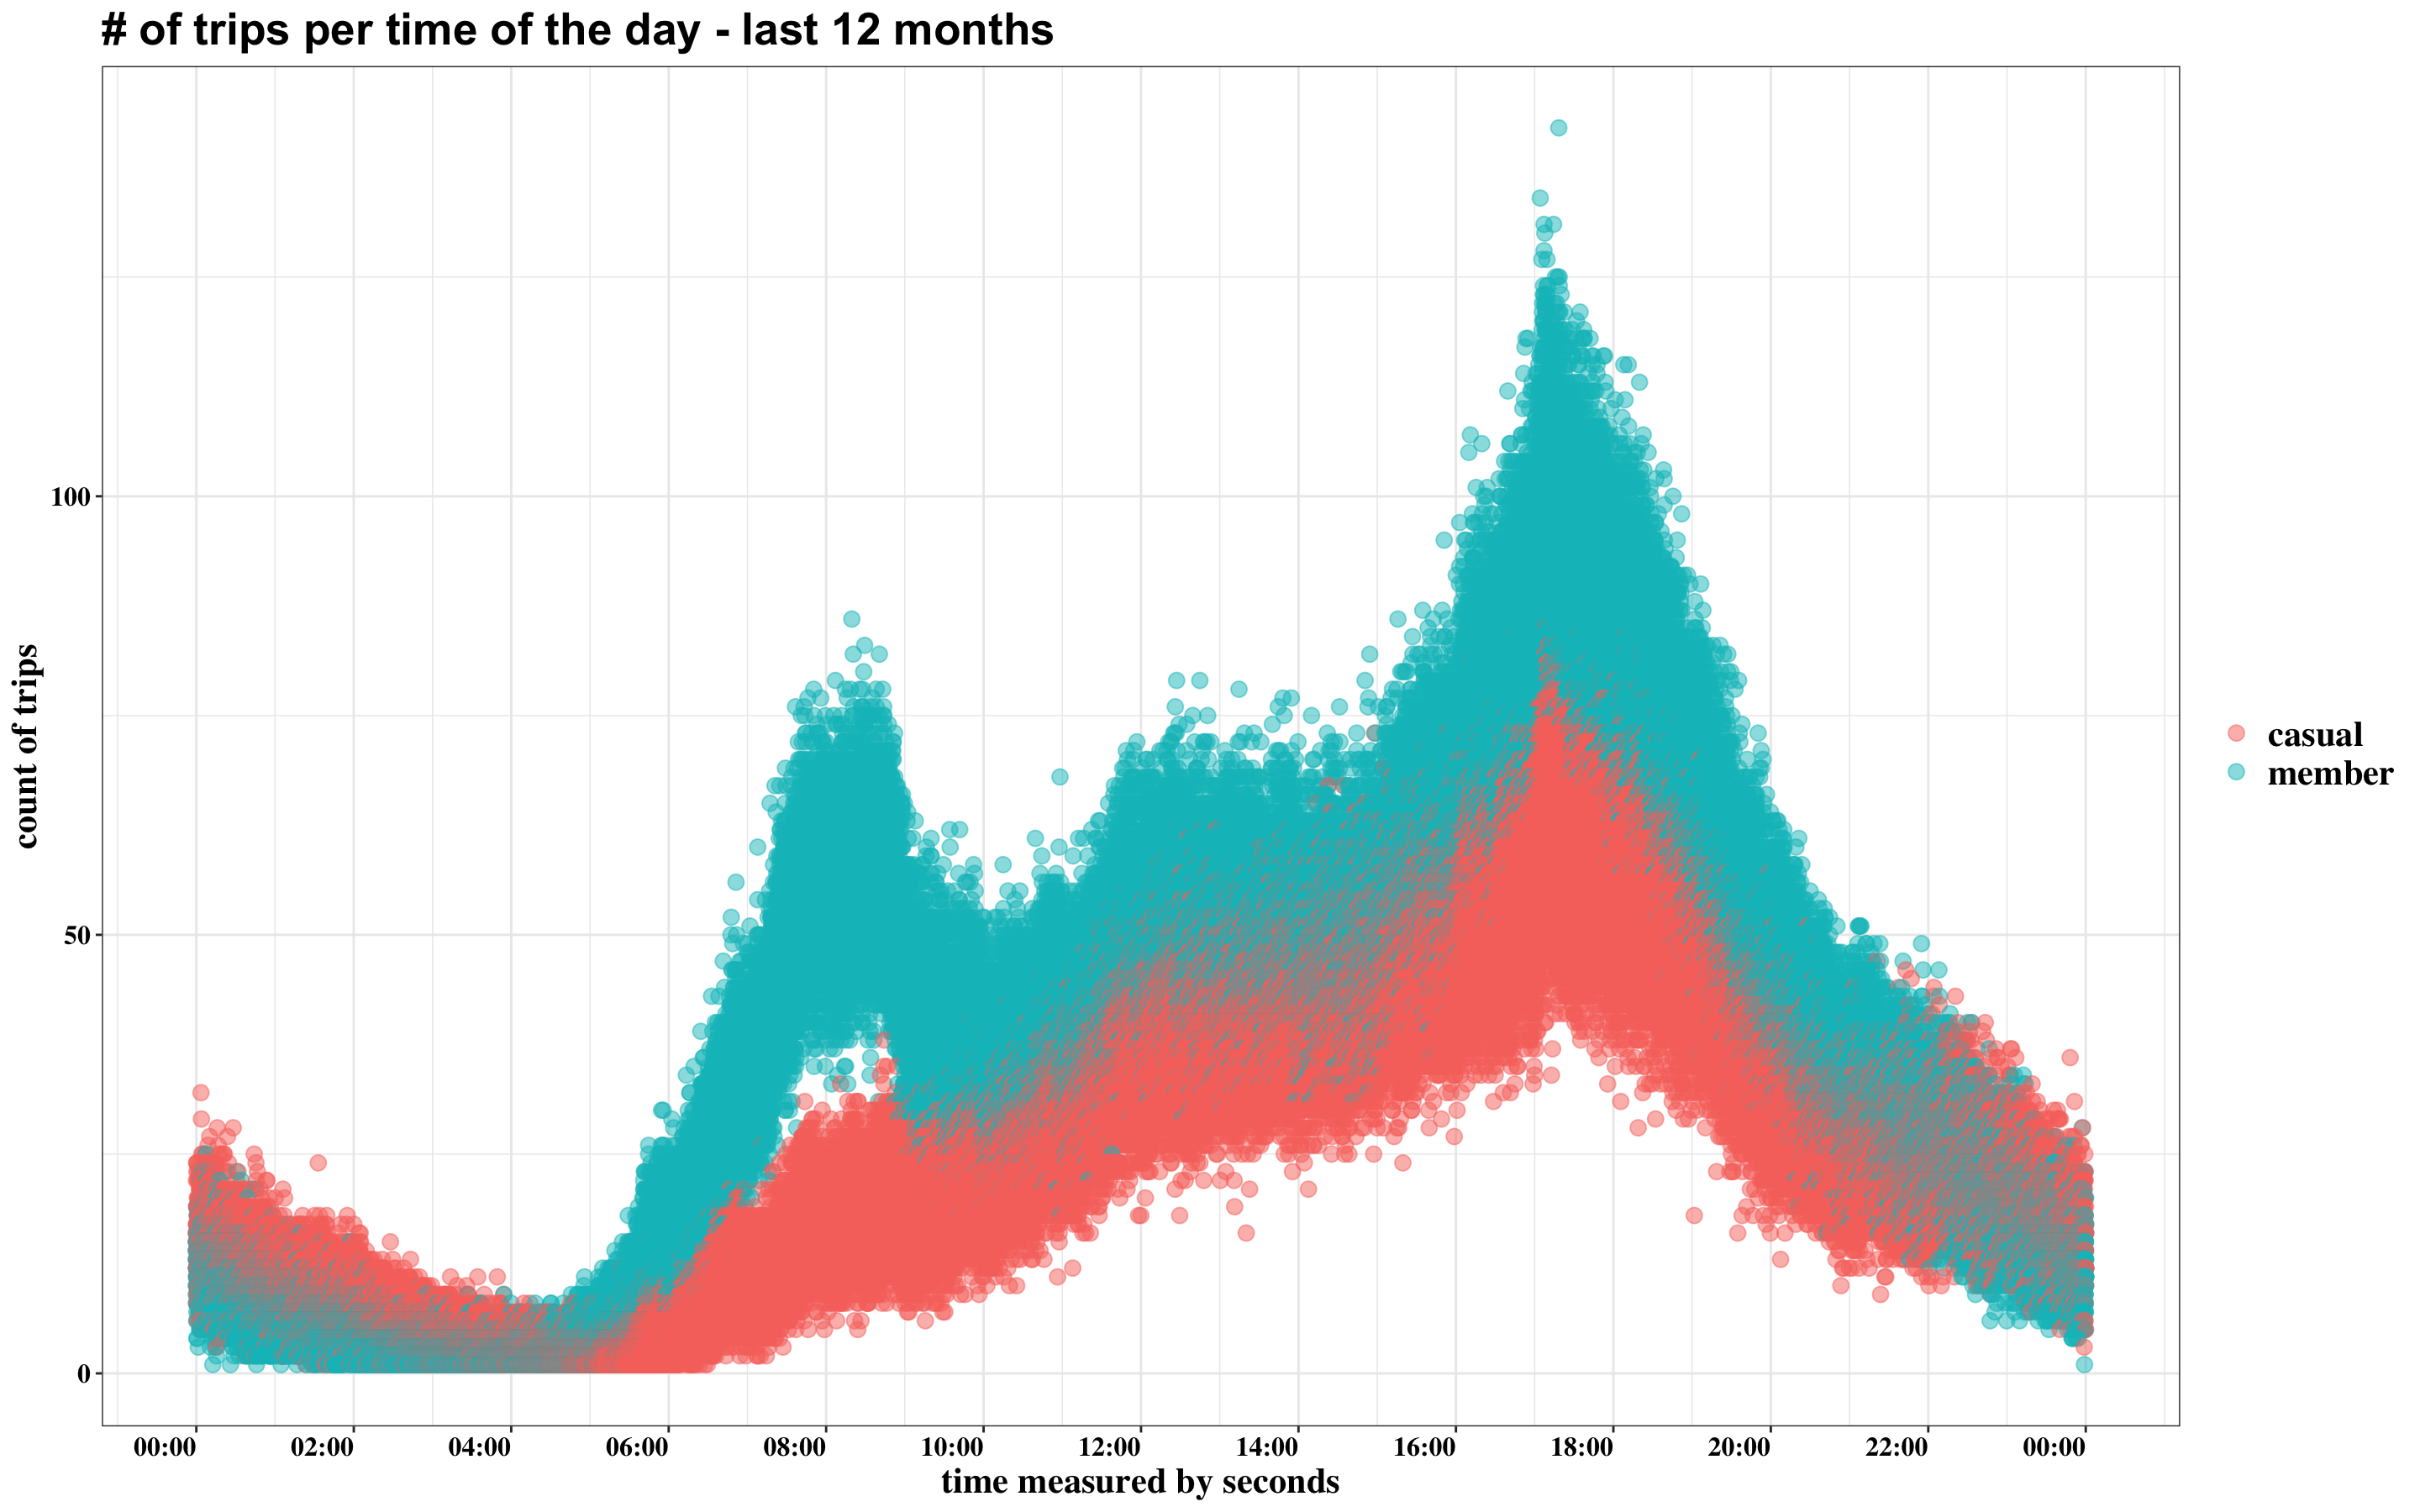 # of trips per time of the day - last 12 months
count of trips
100
50
0
00:00 02:00 04:00 06:00 08:00 10:00 12:00 14:00 16:00 18:00 20:00 22:00 00:00
time measured by seconds
casual
member